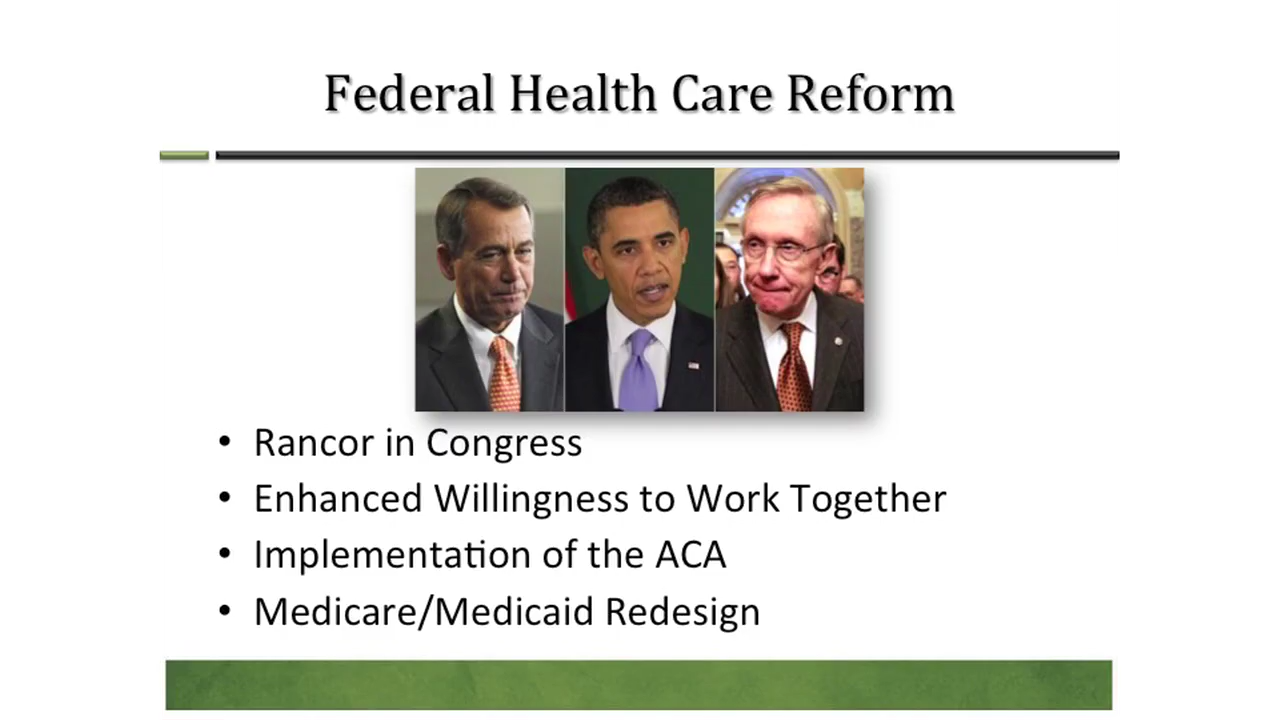 Federal Health Care Reform
• Rancor in Congress
• Enhanced Willingness to Work Together
• Implementation of the ACA
• Medicare/Medicaid Redesign